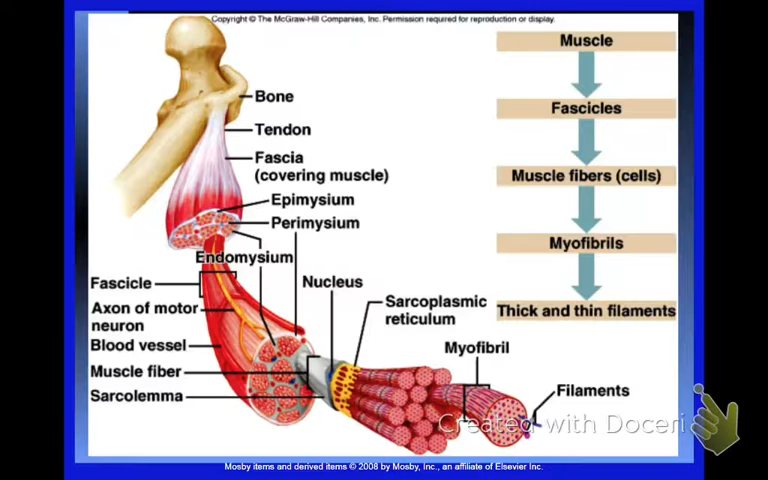 Copyright © The McGraw-Hill Companies, Inc. Permission required for reproduction or display.
Bone
Tendon
Fascia
(covering muscle)
Epimysium
Perimysium
Endomysium
Nucleus
Fascicle
Axon of motor
neuron
Blood vessel
Muscle fiber
Sarcolemma
Sarcoplasmic
reticulum
Myofibril
Filaments
Muscle
Fascicles
Muscle fibers (cells)
Myofibrils
Thick and thin filaments
Created with Doceri
Mosby items and derived items © 2008 by Mosby, Inc., an affiliate of Elsevier Inc.